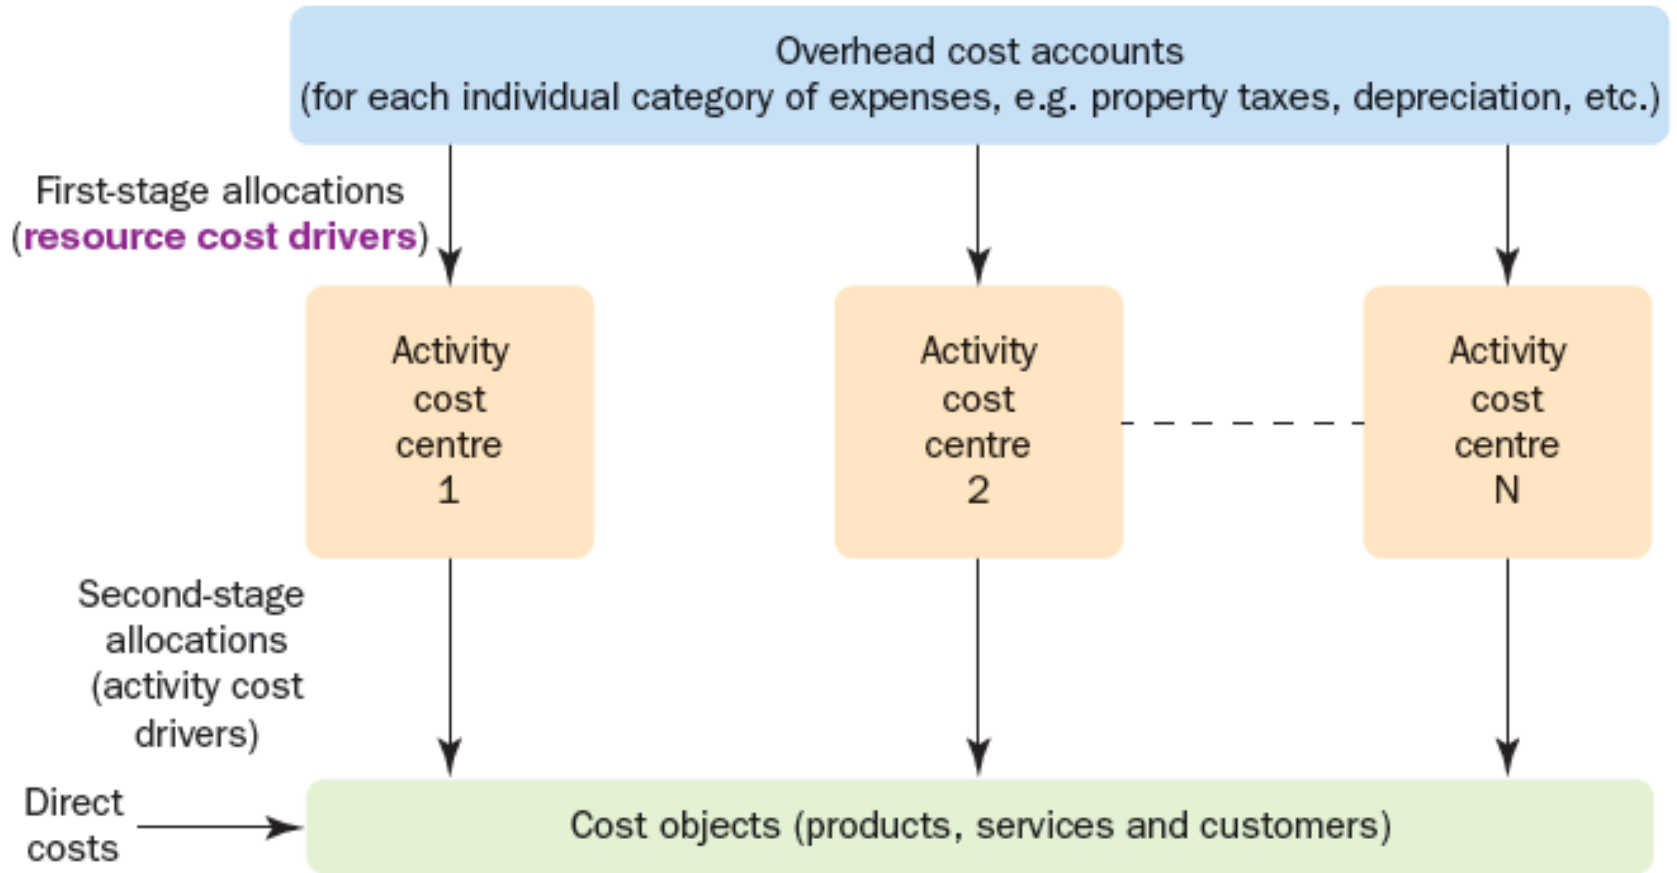 Overhead cost accounts
(for each individual category of expenses, e.g. property taxes, depreciation, etc.)
First-stage allocations
(resource cost drivers)
Activity
cost
centre
1
Activity
cost
centre
2
Activity
cost
centre
N
Second-stage
allocations
(activity cost
drivers)
Direct
costs
Cost objects (products, services and customers)